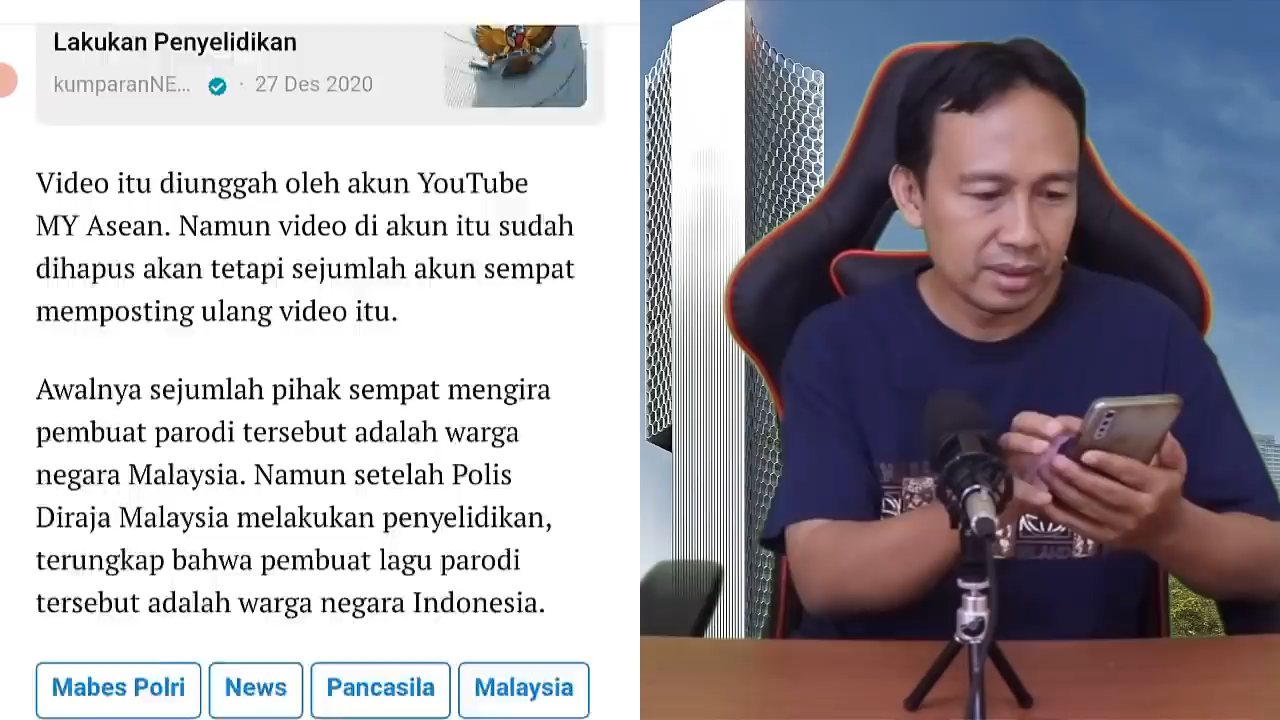 Lakukan Penyelidikan
kumparanNE... · 27 Des 2020
Video itu diunggah oleh akun YouTube
MY Asean. Namun video di akun itu sudah
dihapus akan tetapi sejumlah akun sempat
memposting ulang video itu.
Awalnya sejumlah pihak sempat mengira
pembuat parodi tersebut adalah warga
negara Malaysia. Namun setelah Polis
Diraja Malaysia melakukan penyelidikan,
terungkap bahwa pembuat lagu parodi
tersebut adalah warga negara Indonesia.
Mabes Polri News Pancasila Malaysia